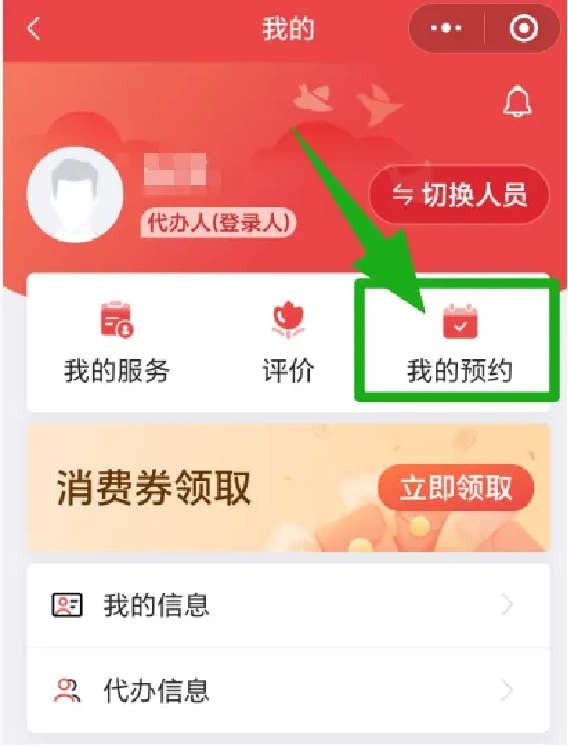 我的
代办人(登录人)
切换人员
我的服务
评价
我的预约
消费券领取
立即领取
我的信息
代办信息